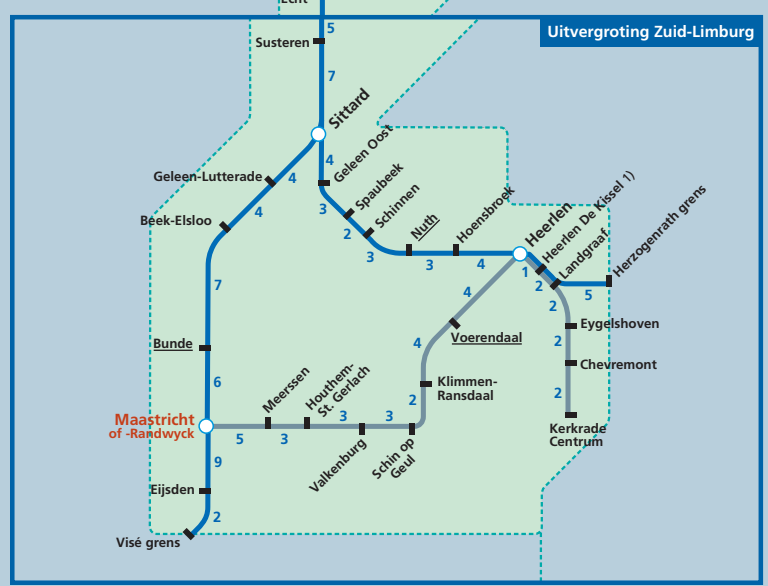 Echt
Uitvergroting Zuid-Limburg
5
Susteren
7
Sittard
4
Geleen Oost
Geleen-Lutterade
4
4
Beek-Elsloo
3
Spaubeek
2
Schinnen
3
Nuth
3
Hoensbroek
4
Heerlen
1
Heerlen De Kissel 1)
2
Landgraaf
5
Herzogenrath grens
2
Eygelshoven
2
Chevremont
2
Kerkrade
Centrum
7
Bunde
6
4
Voerendaal
4
Klimmen-
Ransdaal
2
Maastricht
of -Randwyck
5
Meerssen
3
Houthem-
St. Gerlach
3
Valkenburg
3
Schin op
Geul
9
Eijsden
2
Visé grens